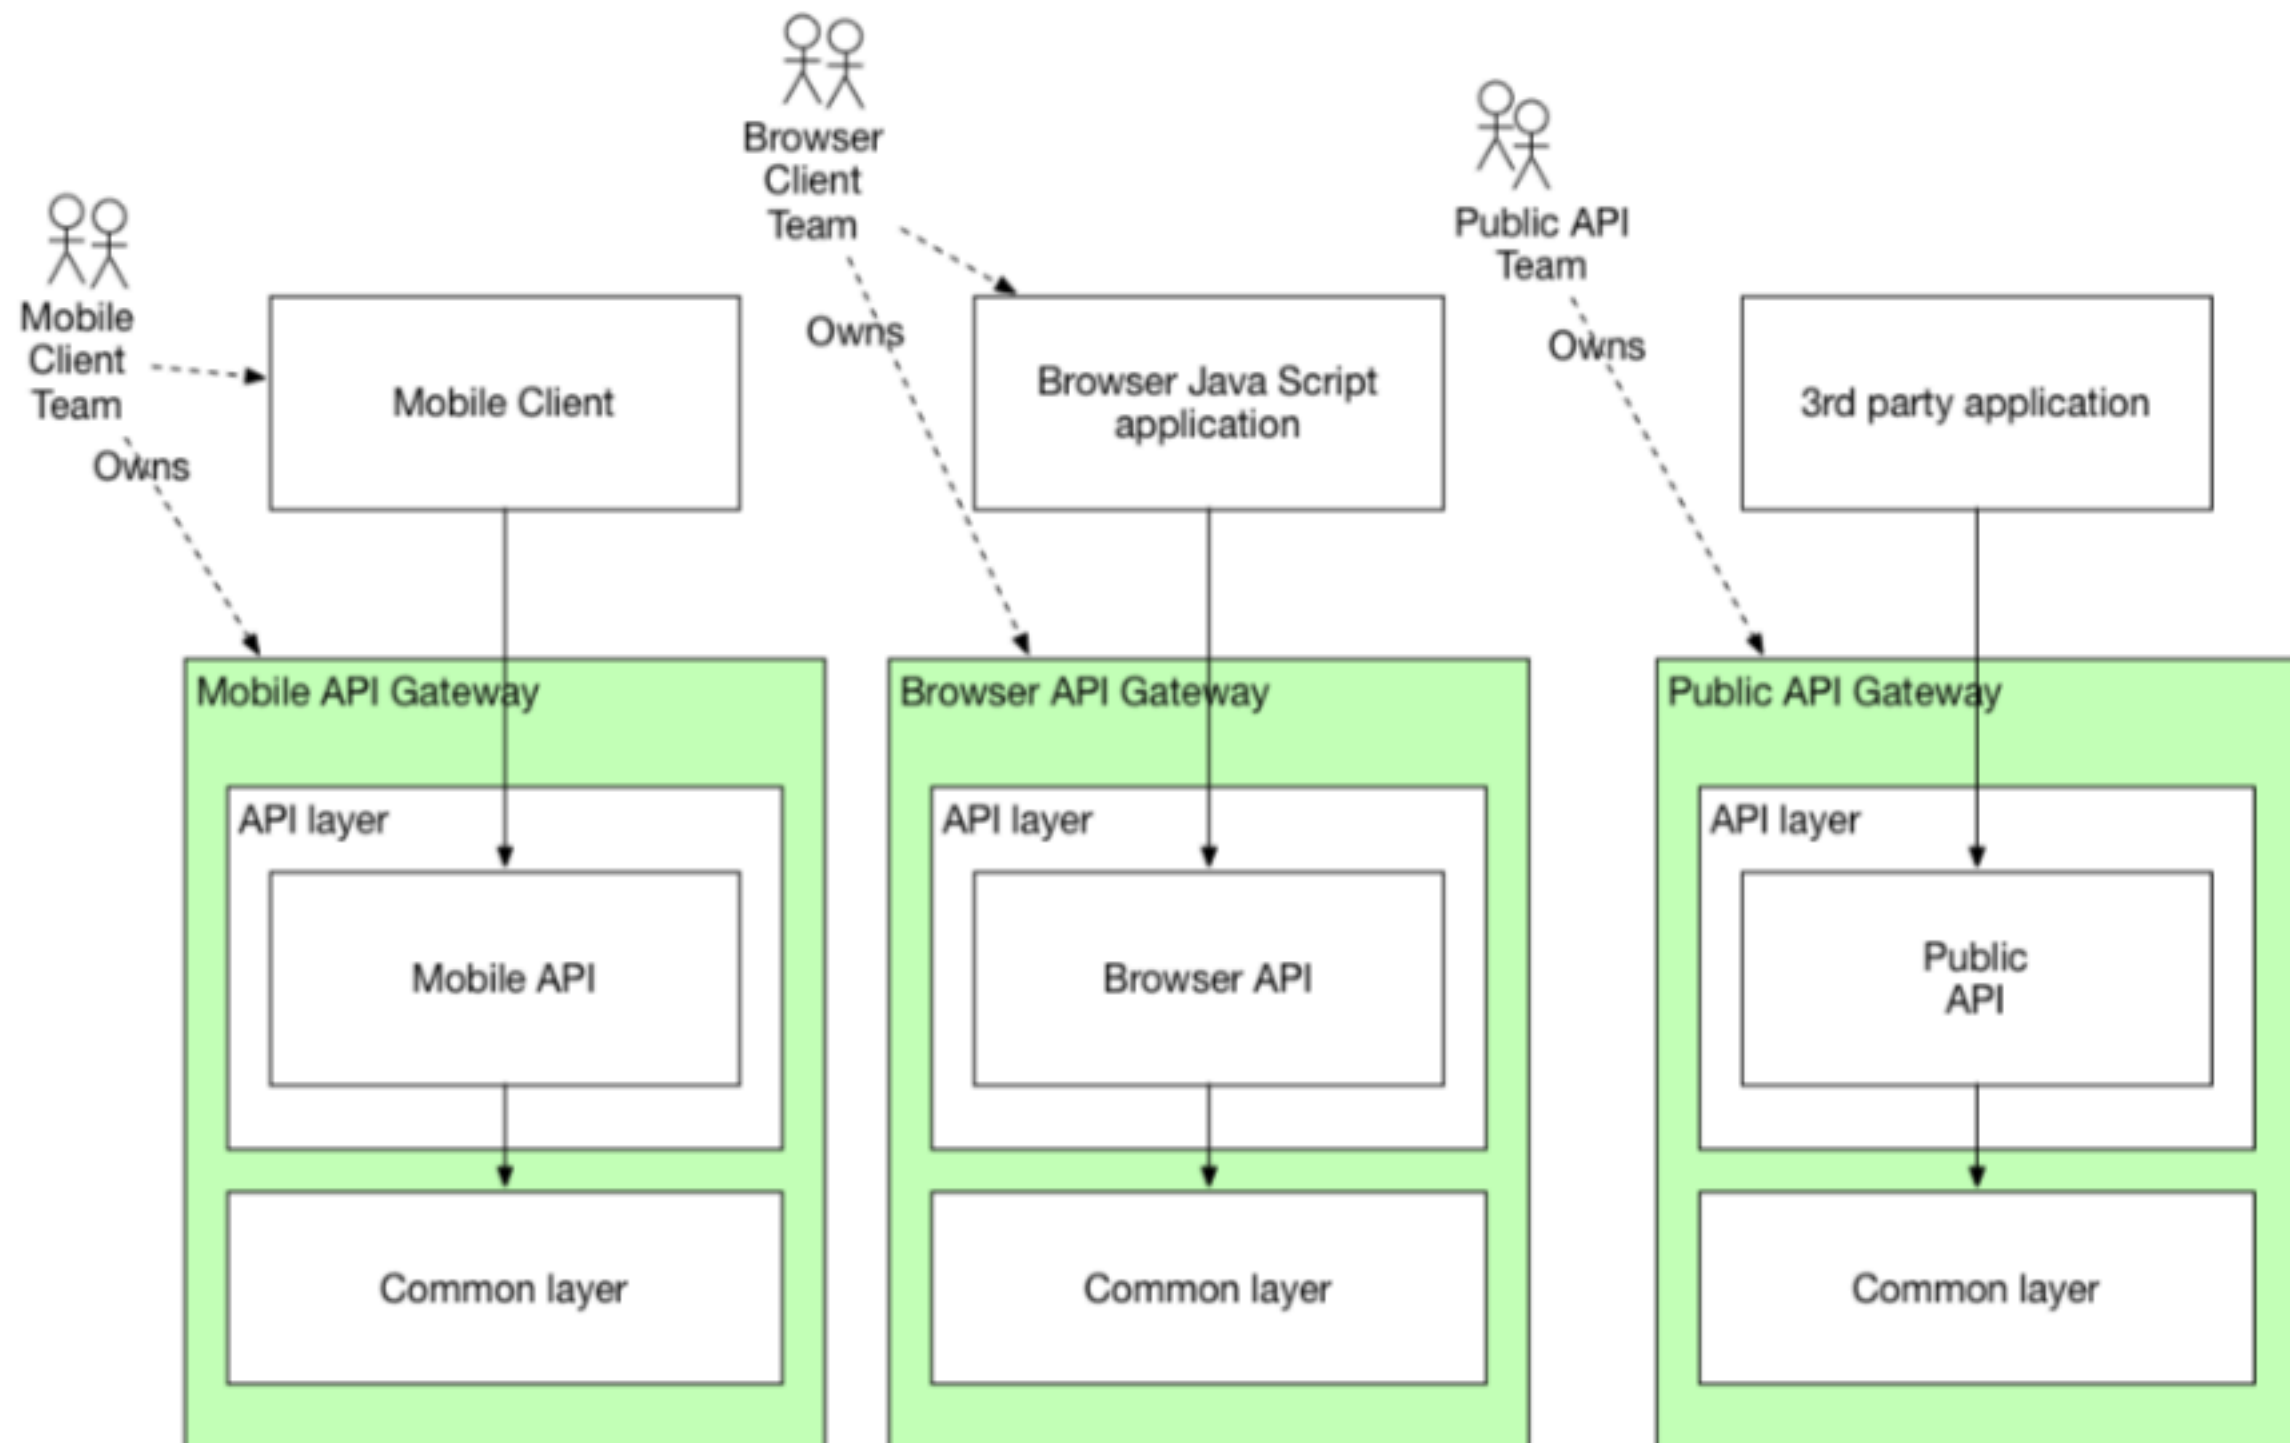 Browser
Client
Team
Public API
Team
Mobile
Client
Team
Owns
Owns
Owns
Mobile Client
Browser Java Script
application
3rd party application
Mobile API Gateway
Browser API Gateway
Public API Gateway
API layer
API layer
API layer
Mobile API
Browser API
Public
API
Common layer
Common layer
Common layer